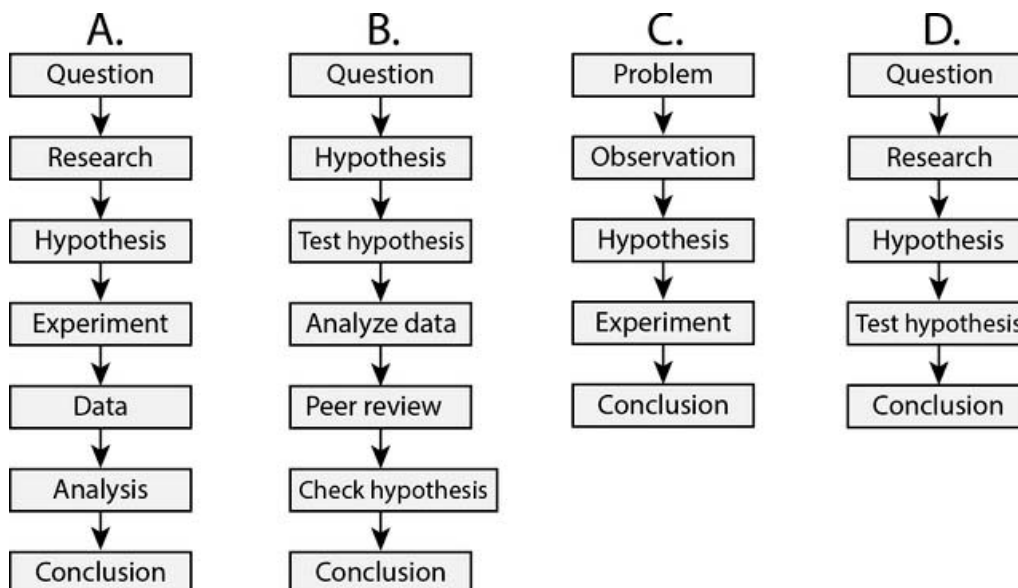 A.
Question
Research
Hypothesis
Experiment
Data
Analysis
Conclusion
B.
Question
Hypothesis
Test hypothesis
Analyze data
Peer review
Check hypothesis
Conclusion
C.
Problem
Observation
Hypothesis
Experiment
Conclusion
D.
Question
Research
Hypothesis
Test hypothesis
Conclusion